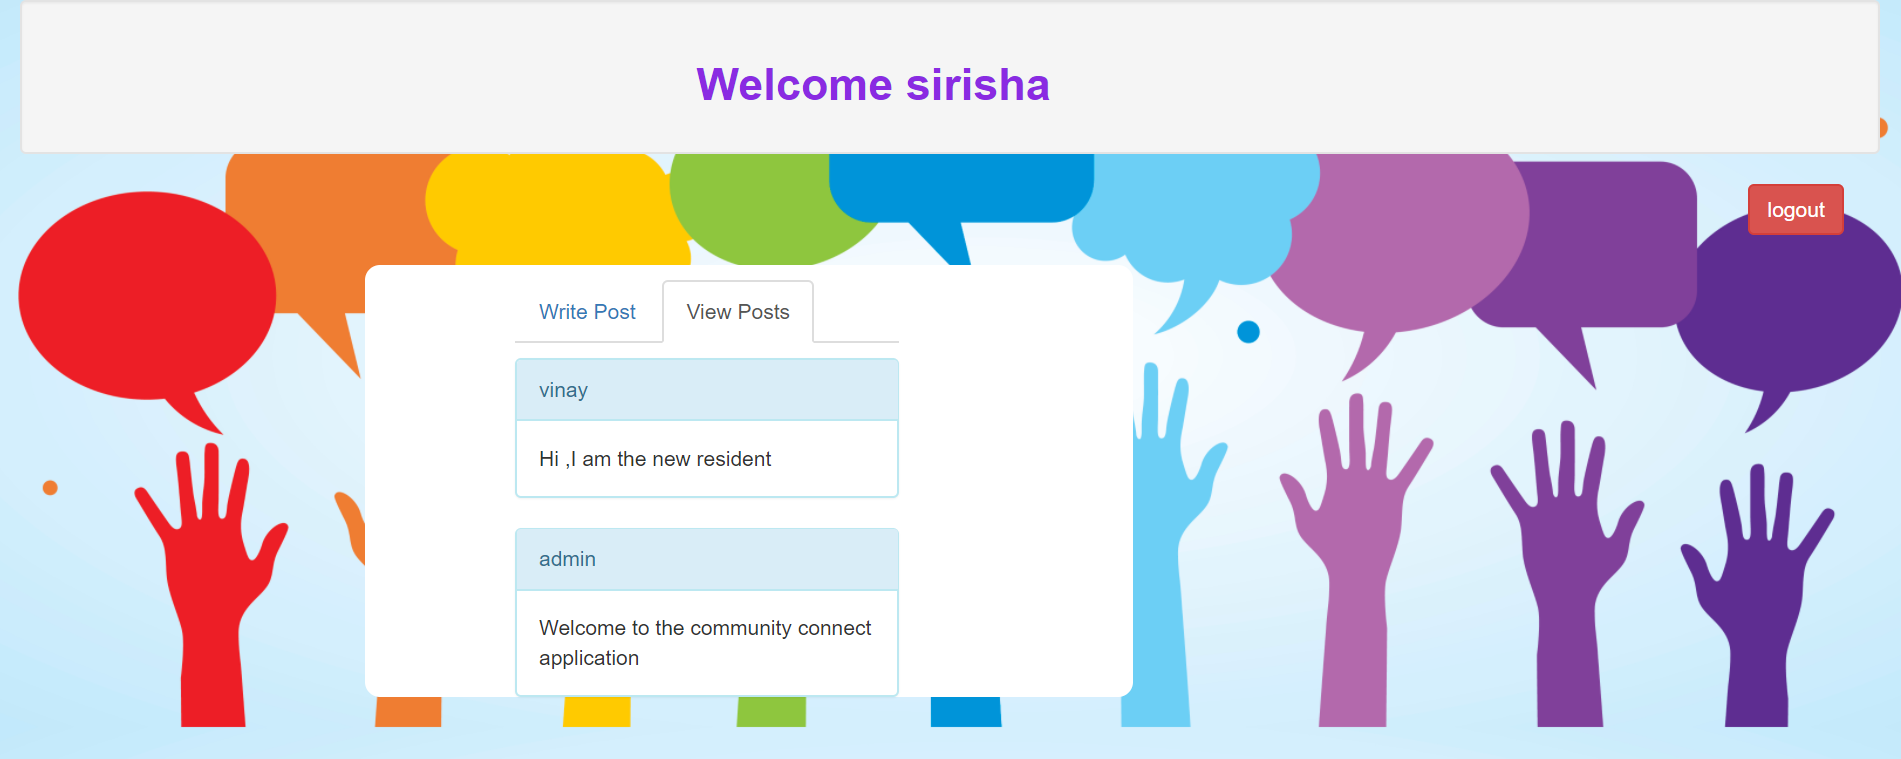 Welcome sirisha
logout
Write Post
View Posts
vinay
Hi ,I am the new resident
admin
Welcome to the community connect
application